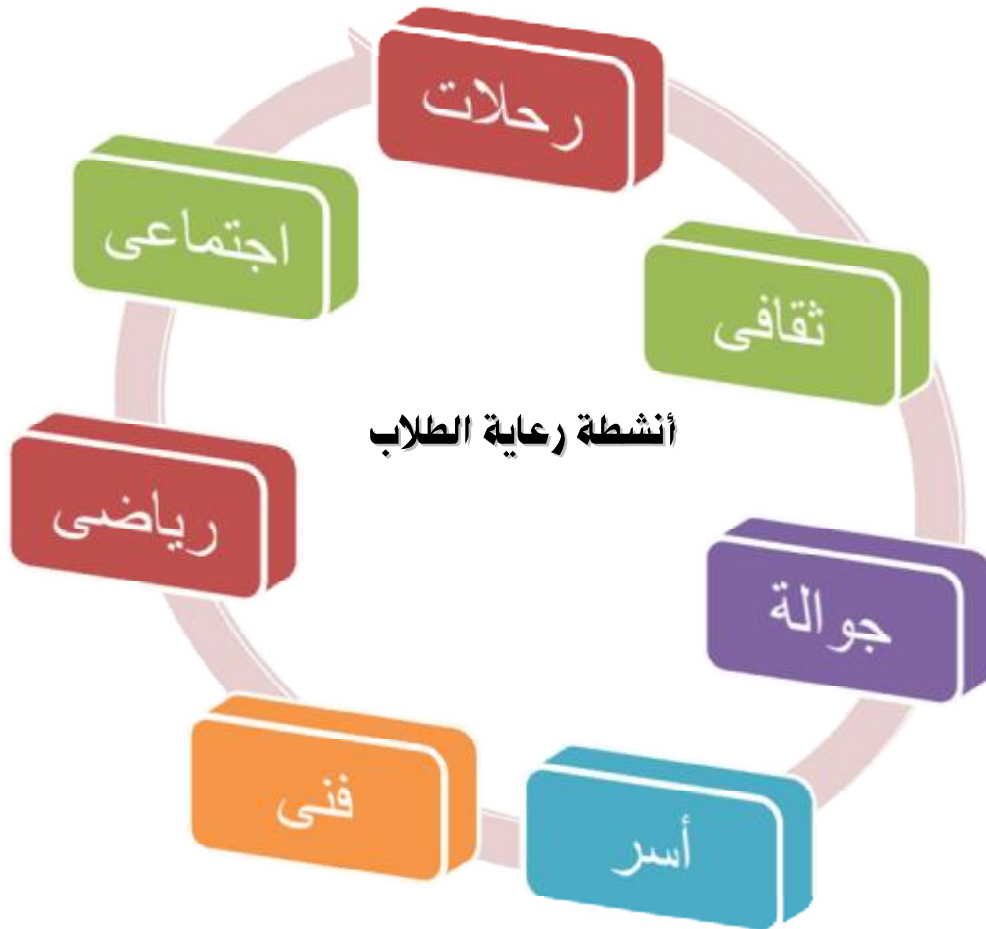 رحلات
ثقافى
جوالة
أسر
فنى
رياضى
اجتماعى
أنشطة رعاية الطلاب